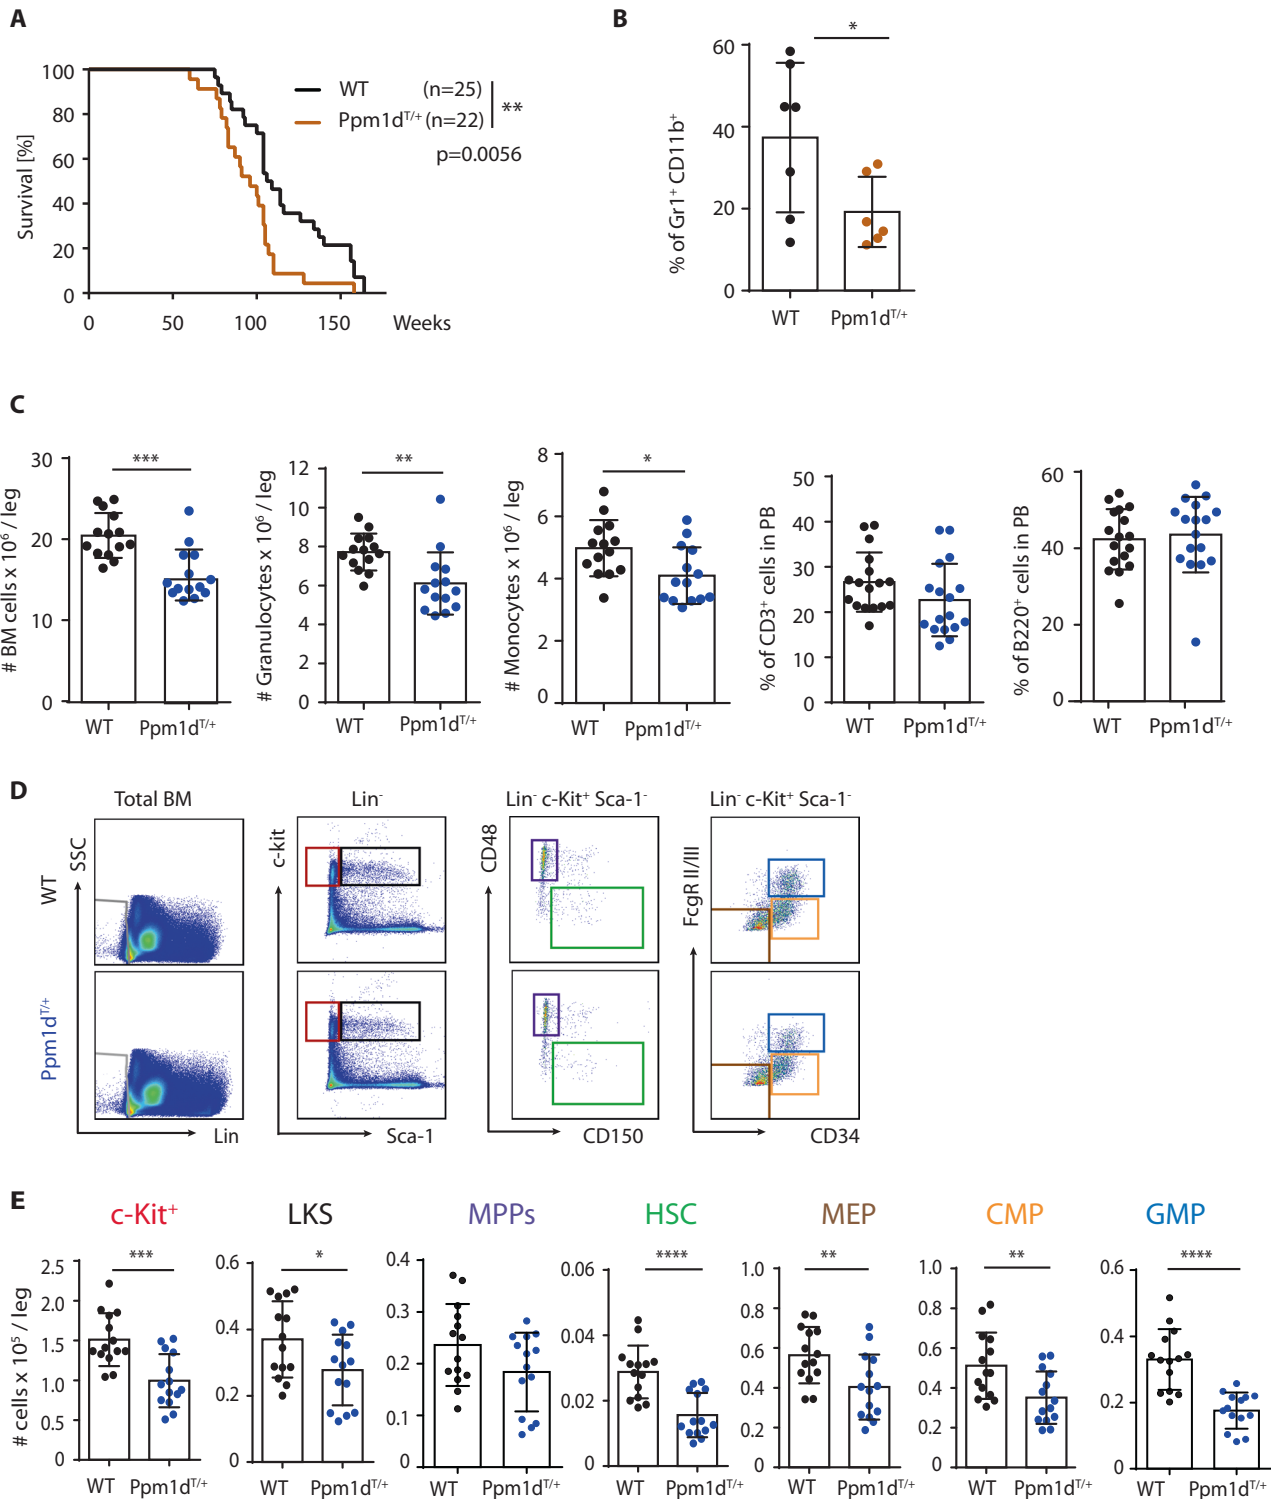 A
Survival [%]
100
80
60
40
20
0
0 50 100 150 Weeks
WT (n=25)
Ppm1dT/+ (n=22)
**
p=0.0056
B
% of Gr1+ CD11b+
60
40
20
0
*
WT Ppm1dT/+
C
# BM cells x 10⁶ / leg
30
20
10
0
***
WT Ppm1dT/+
# Granulocytes x 10⁶ / leg
12
10
8
6
4
2
0
**
WT Ppm1dT/+
# Monocytes x 10⁶ / leg
8
6
4
2
0
*
WT Ppm1dT/+
% of CD3+ cells in PB
50
40
30
20
10
0
WT Ppm1dT/+
% of B220+ cells in PB
60
40
20
0
WT Ppm1dT/+
D
Total BM
Lin-
Lin- c-Kit+ Sca-1-
Lin- c-Kit+ Sca-1-
WT
Ppm1dT/+
SSC
Lin
c-kit
Sca-1
CD48
CD150
FcgR II/III
CD34
E
# cells x 10⁵ / leg
c-Kit+
***
2.5
2.0
1.5
1.0
0.5
0
WT Ppm1dT/+
LKS
*
0.6
0.4
0.2
0
WT Ppm1dT/+
MPPs
0.4
0.3
0.2
0.1
0
WT Ppm1dT/+
HSC
****
0.06
0.04
0.02
0
WT Ppm1dT/+
MEP
**
1.0
0.8
0.6
0.4
0.2
0.0
WT Ppm1dT/+
CMP
**
1.0
0.8
0.6
0.4
0.2
0.0
WT Ppm1dT/+
GMP
****
0.6
0.4
0.2
0
WT Ppm1dT/+